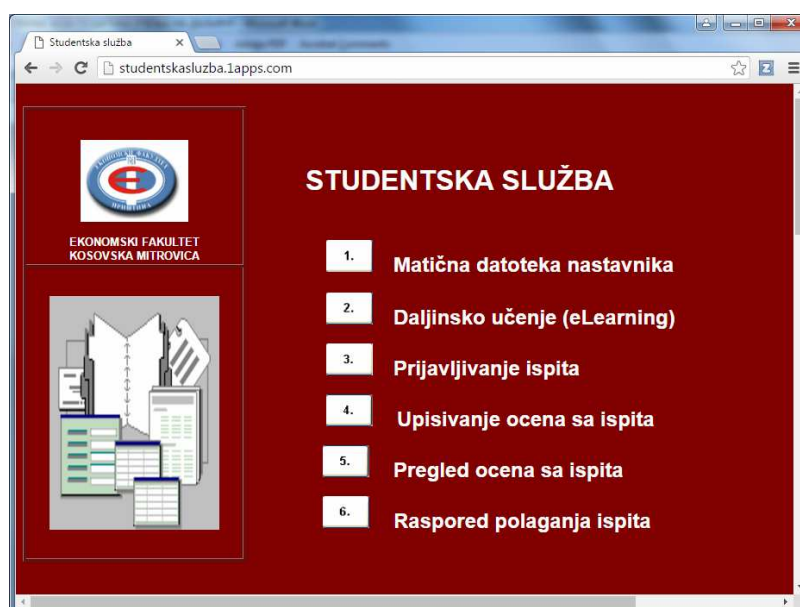 Studentska služba
studentskasluzba.1apps.com
EKONOMSKI FAKULTET
KOSOVSKA MITROVICA
STUDENTSKA SLUŽBA
1. Matična datoteka nastavnika
2. Daljinsko učenje (eLearning)
3. Prijavljivanje ispita
4. Upisivanje ocena sa ispita
5. Pregled ocena sa ispita
6. Raspored polaganja ispita